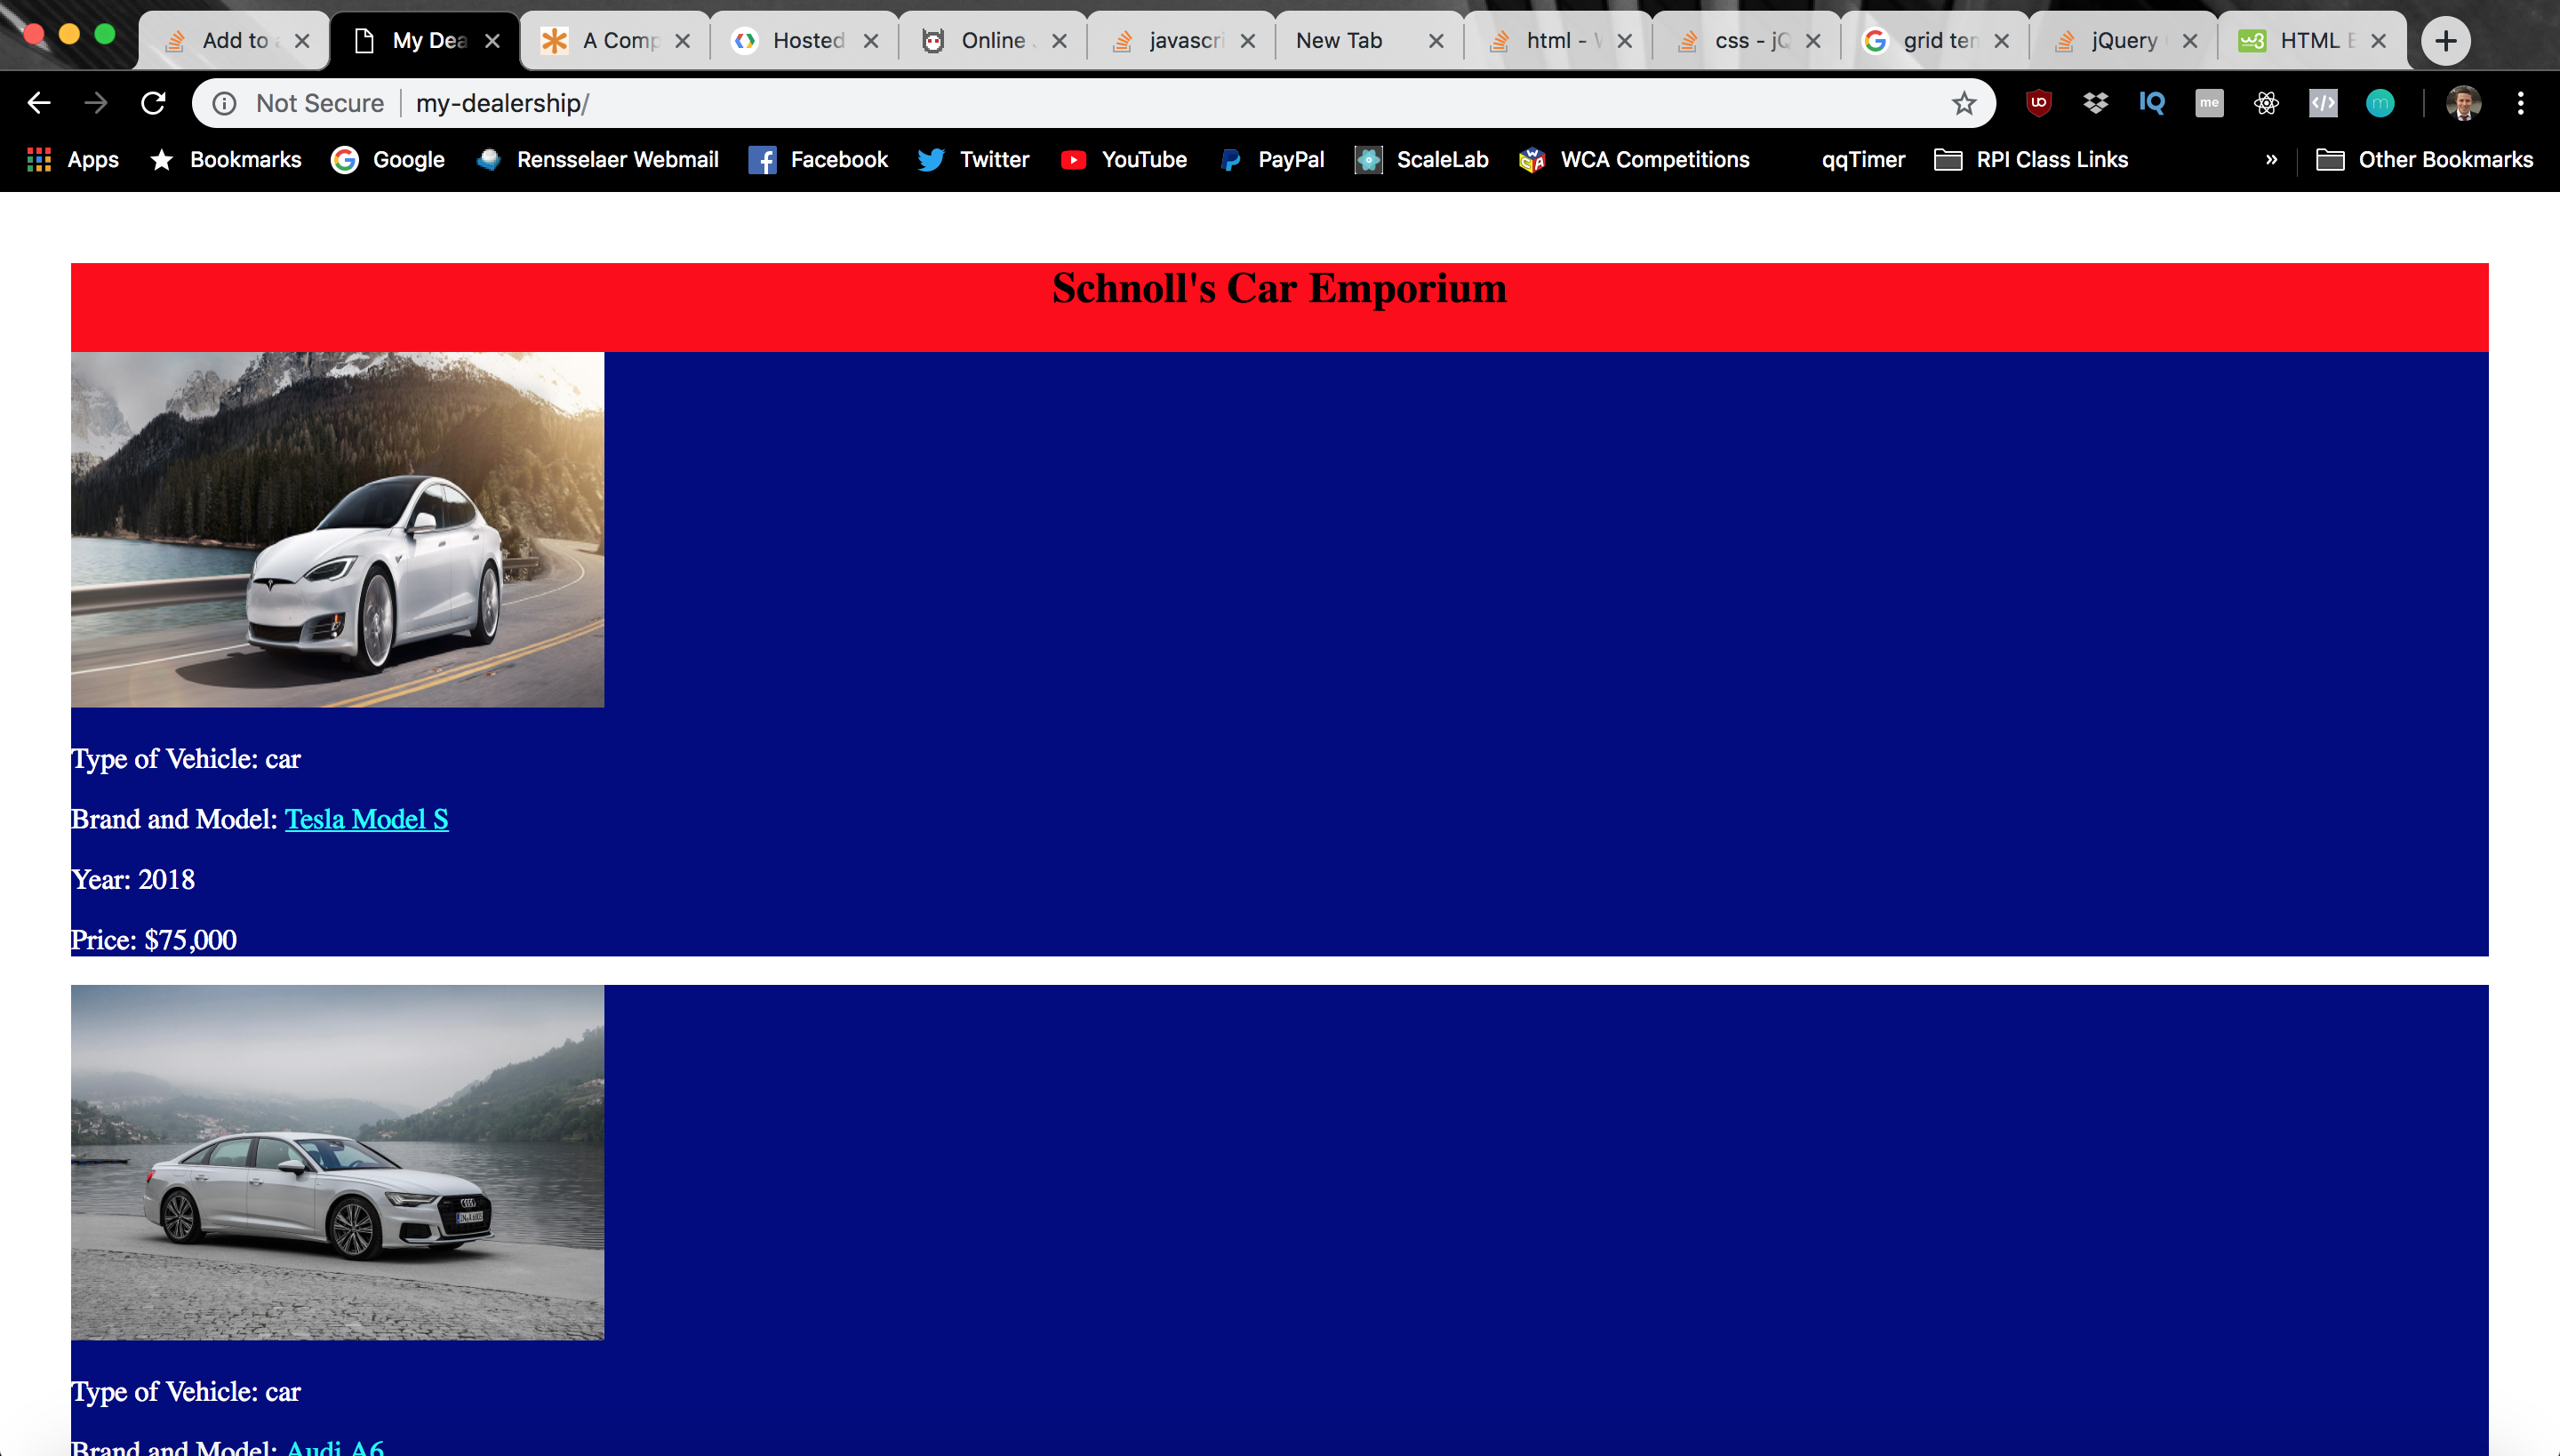 Add to
My Dea
A Comp
Hosted
Online
javascri
New Tab
html -
css - jQ
grid ten
jQuery
HTML E
Not Secure
my-dealership/
Apps
Bookmarks
Google
Rensselaer Webmail
Facebook
Twitter
YouTube
PayPal
ScaleLab
WCA Competitions
qqTimer
RPI Class Links
»
Other Bookmarks
Schnoll's Car Emporium
Type of Vehicle: car
Brand and Model: Tesla Model S
Year: 2018
Price: $75,000
Type of Vehicle: car
Brand and Model: Audi A6